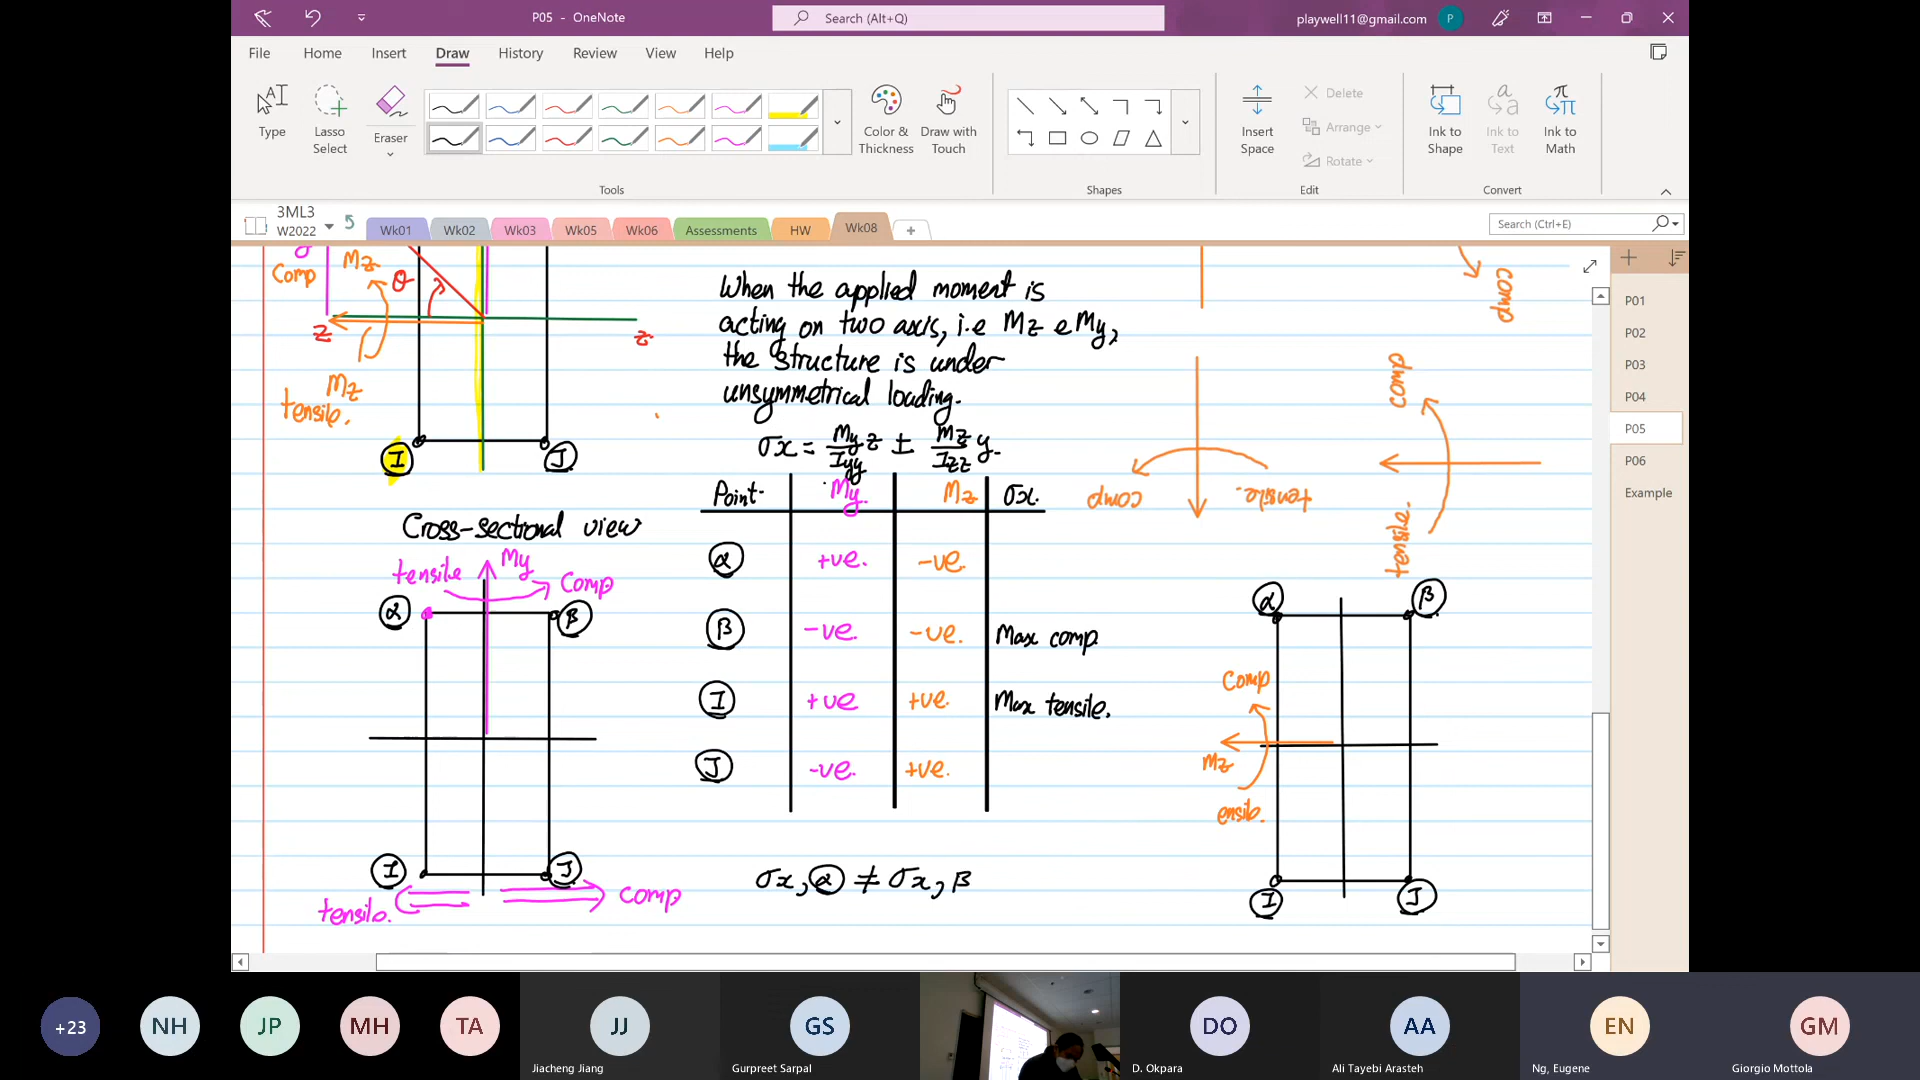 P05 - OneNote
Search (Alt+Q)
playwell11@gmail.com
P
File Home Insert Draw History Review View Help
Type
Lasso Select
Eraser
Tools
Color & Thickness
Draw with Touch
Shapes
Insert Space
Delete
Arrange
Rotate
Edit
Ink to Shape
Ink to Text
Ink to Math
Convert
3ML3
W2022
Wk01 Wk02 Wk03 Wk05 Wk06 Assessments HW Wk08
Search (Ctrl+E)
P01
P02
P03
P04
P05
P06
Example
Comp
Mz
θ
z
z
Mz
tensile.
I
J
When the applied moment is
acting on two axis, i.e Mz e My,
the structure is under
unsymmetrical loading.
σx = My/Iyy z ± Mz/Izz y.
Point My. Mz σx.
α +ve. -ve.
β -ve. -ve. Max comp.
I +ve +ve. Max tensile.
J -ve. +ve.
σx, α ≠ σx, β
Cross-sectional view
tensile My Comp
α β
I J
tensile. comp
comp
comp tensile.
comp
tensile.
α β
Comp
Mz
ensile.
I J
+23 NH JP MH TA JJ GS DO AA EN GM
Jiacheng Jiang
Gurpreet Sarpal
D. Okpara
Ali Tayebi Arasteh
Ng, Eugene
Giorgio Mottola